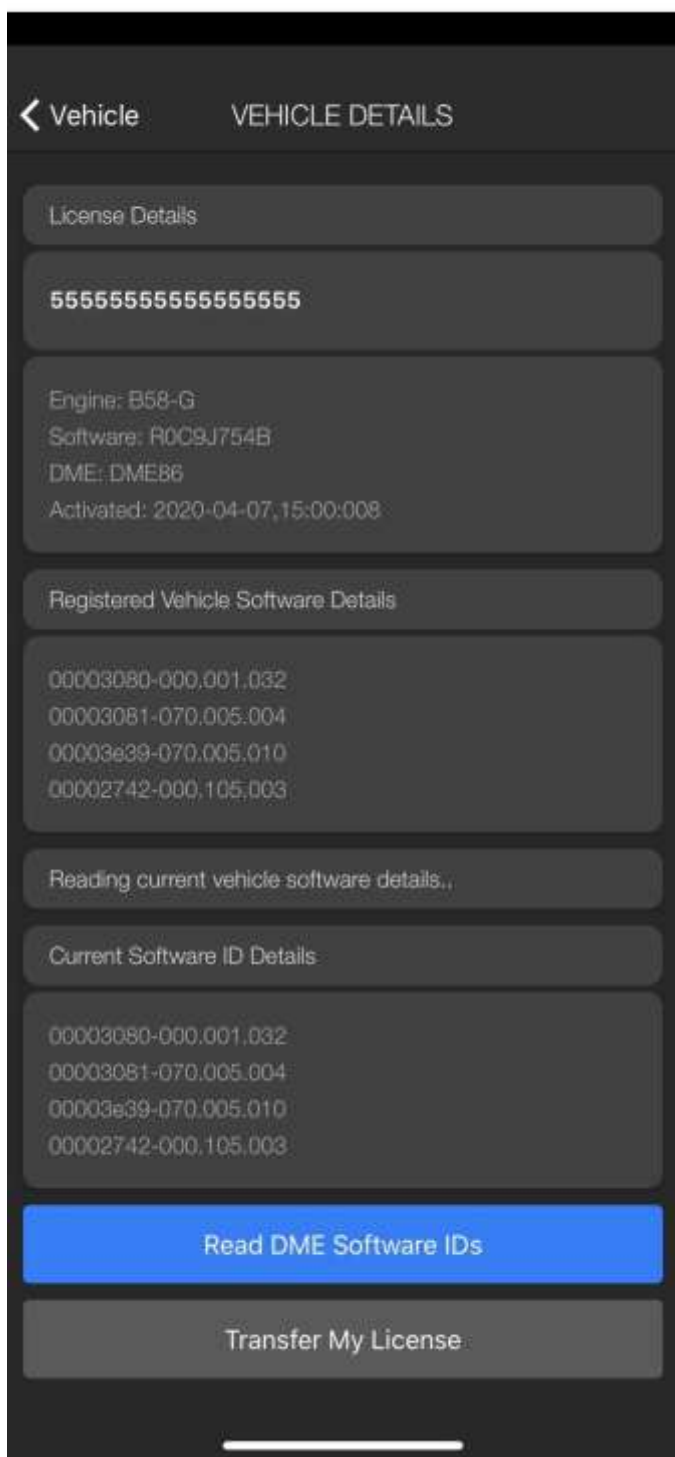 Vehicle
VEHICLE DETAILS
License Details
55555555555555555
Engine: B58-G
Software: R0C9J754B
DME: DME86
Activated: 2020-04-07,15:00:008
Registered Vehicle Software Details
00003080-000.001.032
00003081-070.005.004
00003e39-070.005.010
00002742-000.105.003
Reading current vehicle software details..
Current Software ID Details
00003080-000.001.032
00003081-070.005.004
00003e39-070.005.010
00002742-000.105.003
Read DME Software IDs
Transfer My License